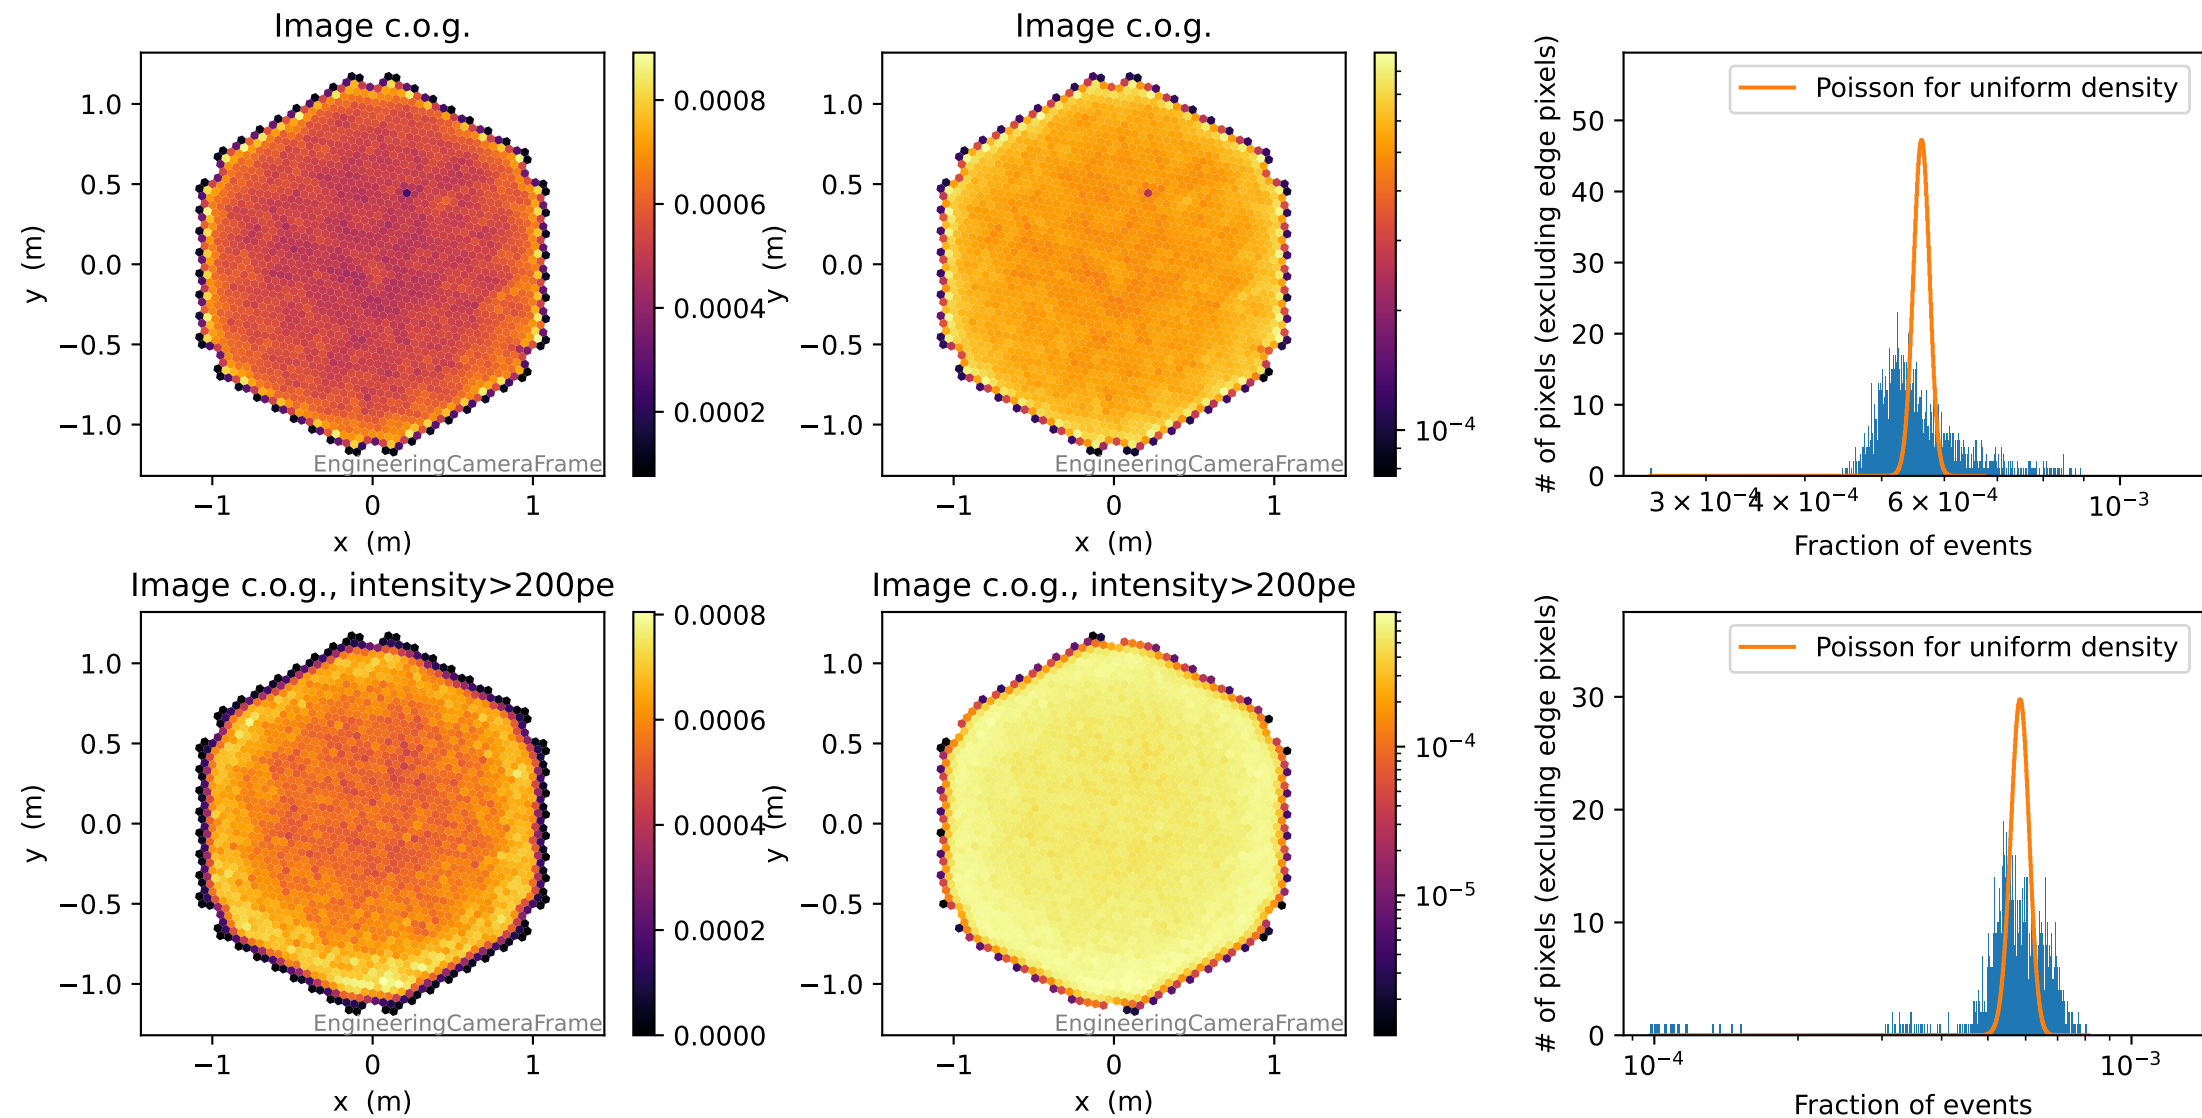 Image c.o.g.
1.0
0.5
0.0
−0.5
−1.0
y (m)
−1
0
1
x (m)
EngineeringCameraFrame
0.0008
0.0006
0.0004
0.0002
Image c.o.g.
1.0
0.5
0.0
−0.5
−1.0
y (m)
−1
0
1
x (m)
EngineeringCameraFrame
10⁻⁴
# of pixels (excluding edge pixels)
50
40
30
20
10
0
Poisson for uniform density
3 × 10⁻⁴
4 × 10⁻⁴
6 × 10⁻⁴
10⁻³
Fraction of events
Image c.o.g., intensity>200pe
1.0
0.5
0.0
−0.5
−1.0
y (m)
−1
0
1
x (m)
EngineeringCameraFrame
0.0008
0.0006
0.0004
0.0002
0.0000
Image c.o.g., intensity>200pe
1.0
0.5
0.0
−0.5
−1.0
y (m)
−1
0
1
x (m)
EngineeringCameraFrame
10⁻⁴
10⁻⁵
# of pixels (excluding edge pixels)
30
20
10
0
Poisson for uniform density
10⁻⁴
10⁻³
Fraction of events